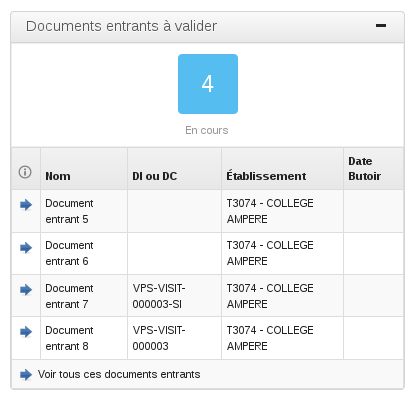 Documents entrants à valider
4
En cours
Nom DI ou DC Établissement Date Butoir
Document entrant 5 T3074 - COLLEGE AMPERE
Document entrant 6 T3074 - COLLEGE AMPERE
Document entrant 7 VPS-VISIT-000003-SI T3074 - COLLEGE AMPERE
Document entrant 8 VPS-VISIT-000003 T3074 - COLLEGE AMPERE
Voir tous ces documents entrants